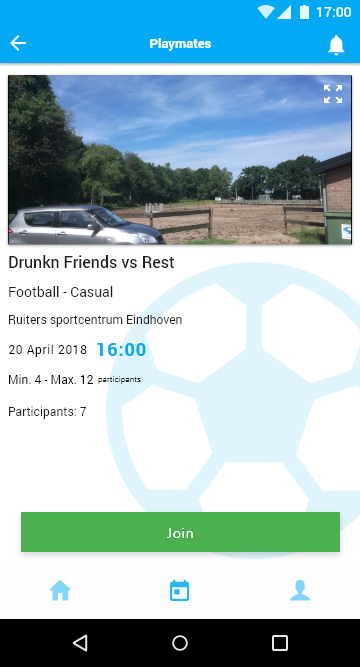 17:00
Playmates
Drunkn Friends vs Rest
Football - Casual
Ruiters sportcentrum Eindhoven
20 April 2018 16:00
Min. 4 - Max. 12 participants
Participants: 7
Join